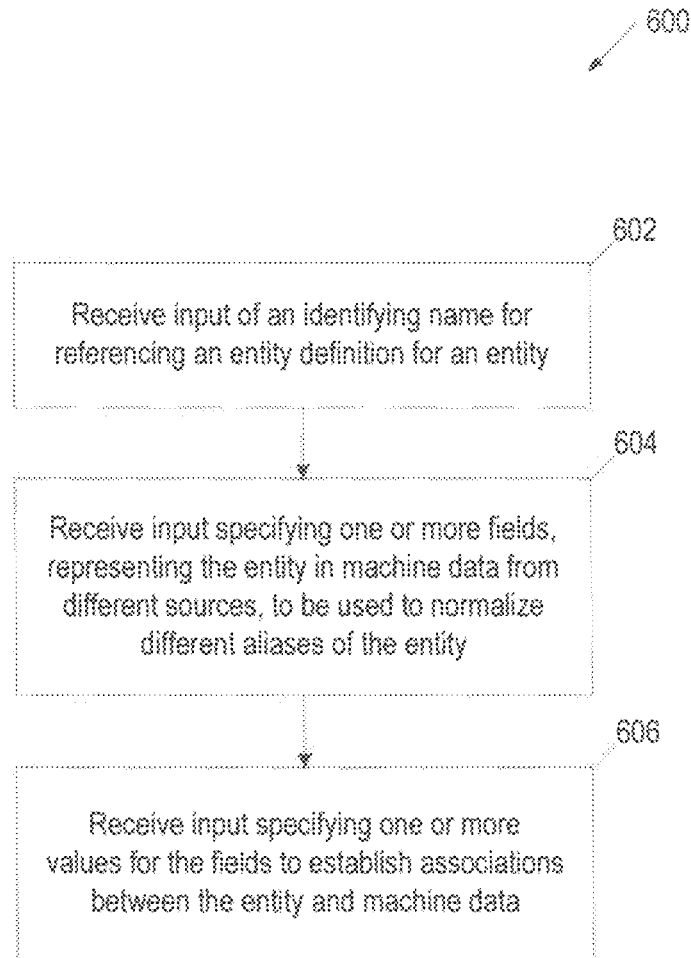 600
602
Receive input of an identifying name for
referencing an entity definition for an entity
604
Receive input specifying one or more fields,
representing the entity in machine data from
different sources, to be used to normalize
different aliases of the entity
606
Receive input specifying one or more
values for the fields to establish associations
between the entity and machine data